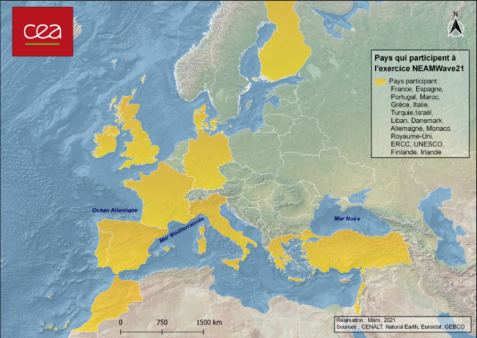 cea
N
Pays qui participent à
l'exercice NEAMWave21
Pays participant :
France, Espagne,
Portugal, Maroc,
Grèce, Italie,
Turquie,Israël,
Liban, Danemark,
Allemagne, Monaco,
Royaume-Uni,
ERCC, UNESCO,
Finlande, Irlande
Océan Atlantique
Mer Noire
Mer Méditerranée
0 750 1500 km
Réalisation : Mars, 2021
Sources : CENALT, Natural Earth, Eurostat, GEBCO